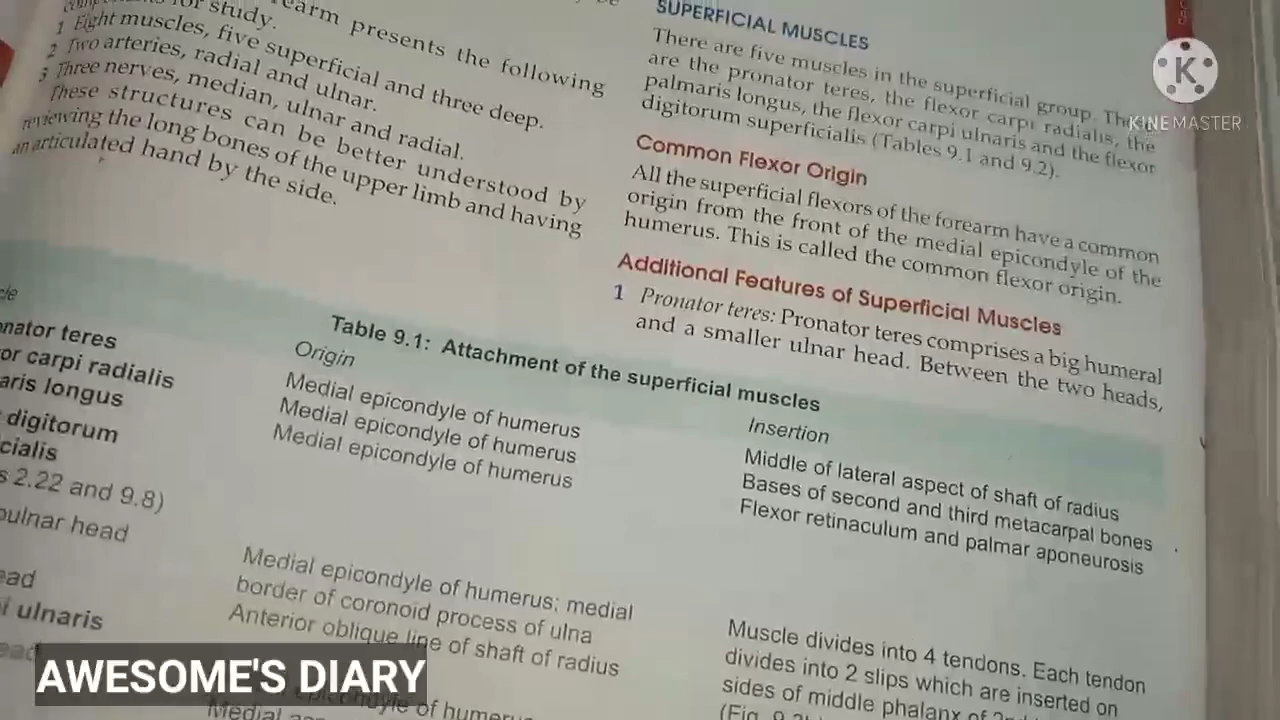 for study.
rearm presents the following
1 Eight muscles, five superficial and three deep.
2 Two arteries, radial and ulnar.
3 Three nerves, median, ulnar and radial.
These structures can be better understood by
reviewing the long bones of the upper limb and having
an articulated hand by the side.
SUPERFICIAL MUSCLES
There are five muscles in the superficial group. Th
are the pronator teres, the flexor carpi radialis, the
palmaris longus, the flexor carpi ulnaris and the flexor
digitorum superficialis (Tables 9.1 and 9.2).
Common Flexor Origin
All the superficial flexors of the forearm have a common
origin from the front of the medial epicondyle of the
humerus. This is called the common flexor origin.
Additional Features of Superficial Muscles
1 Pronator teres: Pronator teres comprises a big humeral
and a smaller ulnar head. Between the two heads,
Table 9.1: Attachment of the superficial muscles
cle Origin Insertion
nator teres Medial epicondyle of humerus Middle of lateral aspect of shaft of radius
or carpi radialis Medial epicondyle of humerus Bases of second and third metacarpal bones
aris longus Medial epicondyle of humerus Flexor retinaculum and palmar aponeurosis
digitorum
cialis
s 2.22 and 9.8)
oulnar head Medial epicondyle of humerus; medial Muscle divides into 4 tendons. Each tendon
border of coronoid process of ulna divides into 2 slips which are inserted on
ead Anterior oblique line of shaft of radius sides of middle phalanx of
i ulnaris
ead of humerus
Medial
KINEMASTER
AWESOME'S DIARY